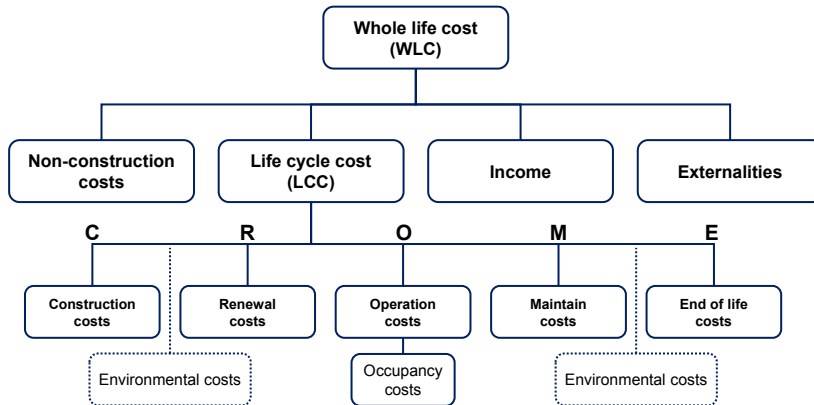 Whole life cost
(WLC)
Non-construction
costs
Life cycle cost
(LCC)
Income
Externalities
C
R
O
M
E
Construction
costs
Renewal
costs
Operation
costs
Maintain
costs
End of life
costs
Environmental costs
Occupancy
costs
Environmental costs